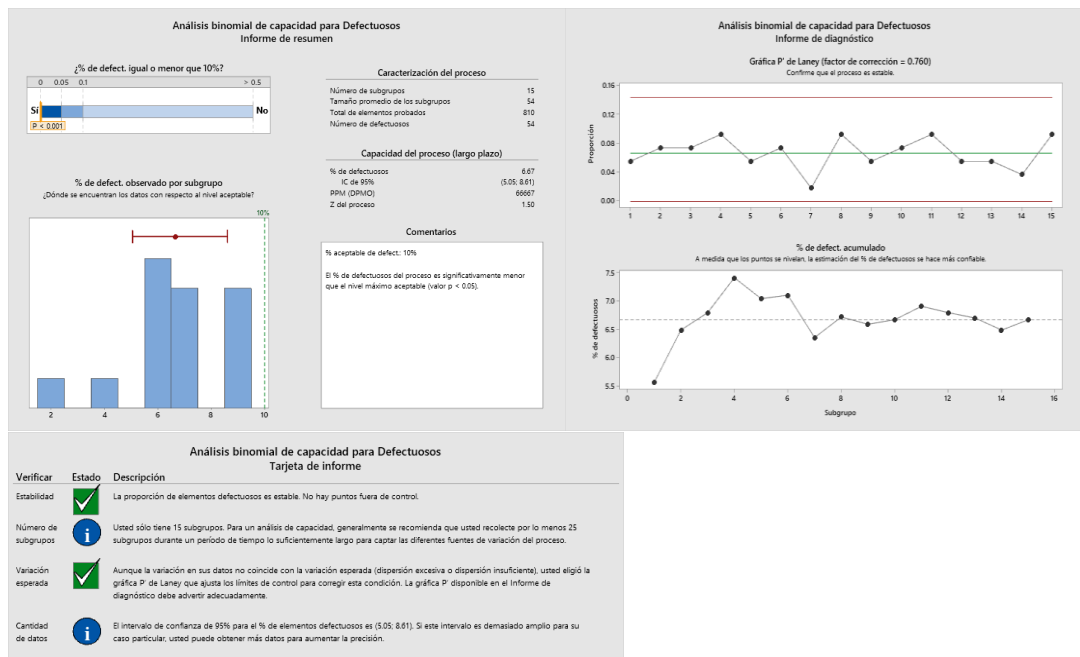 Análisis binomial de capacidad para Defectuosos
Informe de resumen
¿% de defect. igual o menor que 10%?
0 0.05 0.1 > 0.5
Sí No
P < 0.001
Caracterización del proceso
Número de subgrupos 15
Tamaño promedio de los subgrupos 54
Total de elementos probados 810
Número de defectuosos 54
Capacidad del proceso (largo plazo)
% de defectuosos 6.67
IC de 95% (5.05; 8.61)
PPM (DPMO) 66667
Z del proceso 1.50
% de defect. observado por subgrupo
¿Dónde se encuentran los datos con respecto al nivel aceptable?
10%
2 4 6 8 10
Comentarios
% aceptable de defect.: 10%
El % de defectuosos del proceso es significativamente menor
que el nivel máximo aceptable (valor p < 0.05).
Análisis binomial de capacidad para Defectuosos
Informe de diagnóstico
Gráfica P' de Laney (factor de corrección = 0.760)
Confirme que el proceso es estable.
Proporción
0.16
0.12
0.08
0.04
0.00
1 2 3 4 5 6 7 8 9 10 11 12 13 14 15
% de defect. acumulado
A medida que los puntos se nivelan, la estimación del % de defectuosos se hace más confiable.
% de defectuosos
7.5
7.0
6.5
6.0
5.5
0 2 4 6 8 10 12 14 16
Subgrupo
Análisis binomial de capacidad para Defectuosos
Tarjeta de informe
Verificar Estado Descripción
Estabilidad La proporción de elementos defectuosos es estable. No hay puntos fuera de control.
Número de subgrupos i Usted sólo tiene 15 subgrupos. Para un análisis de capacidad, generalmente se recomienda que usted recolecte por lo menos 25
subgrupos durante un período de tiempo lo suficientemente largo para captar las diferentes fuentes de variación del proceso.
Variación esperada Aunque la variación en sus datos no coincide con la variación esperada (dispersión excesiva o dispersión insuficiente), usted eligió la
gráfica P' de Laney que ajusta los límites de control para corregir esta condición. La gráfica P' disponible en el Informe de
diagnóstico debe advertir adecuadamente.
Cantidad de datos i El intervalo de confianza de 95% para el % de elementos defectuosos es (5.05; 8.61). Si este intervalo es demasiado amplio para su
caso particular, usted puede obtener más datos para aumentar la precisión.